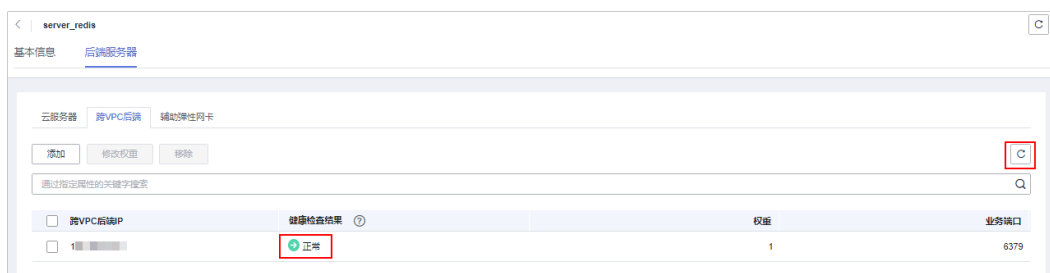 server_redis
基本信息 后端服务器
云服务器 跨VPC后端 辅助弹性网卡
添加 修改权重 移除
通过指定属性的关键字搜索
跨VPC后端IP 健康检查结果 ? 权重 业务端口
正常 1 6379